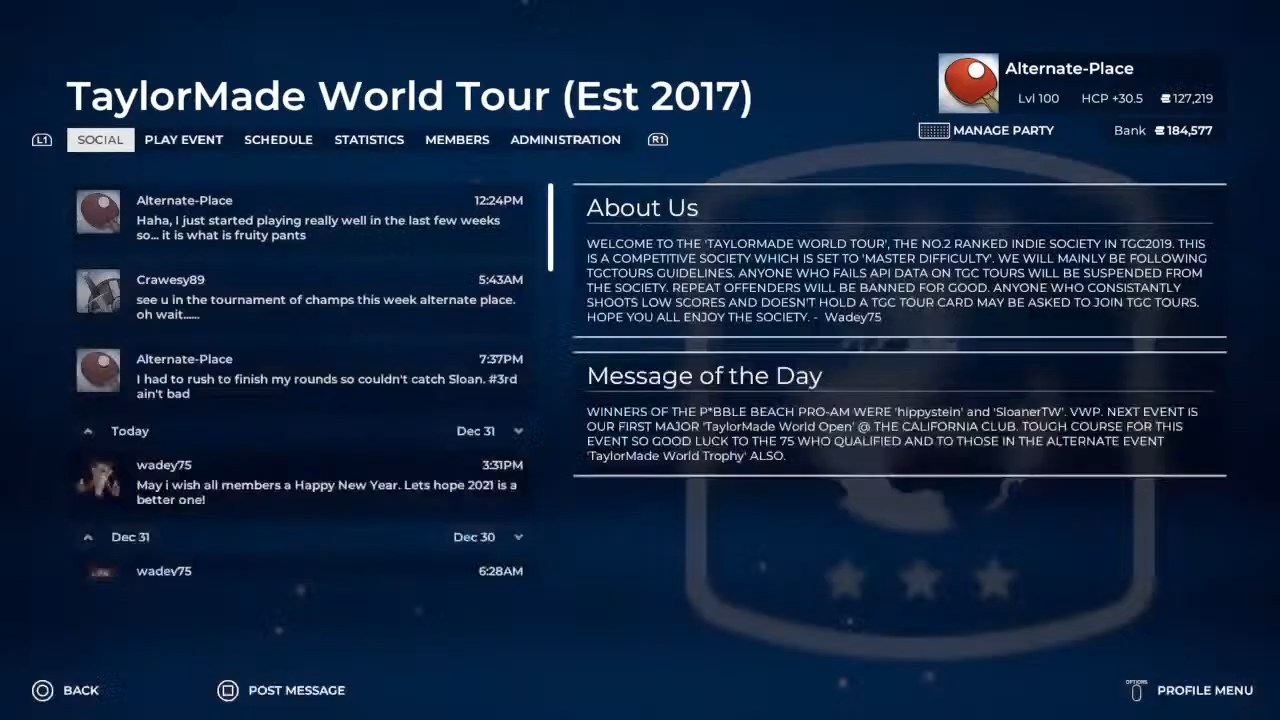 TaylorMade World Tour (Est 2017)
Alternate-Place
Lvl 100 HCP +30.5 127,219
MANAGE PARTY Bank 184,577
L1 SOCIAL PLAY EVENT SCHEDULE STATISTICS MEMBERS ADMINISTRATION R1
Alternate-Place 12:24PM
Haha, I just started playing really well in the last few weeks
so... it is what is fruity pants
Crawesy89 5:43AM
see u in the tournament of champs this week alternate place.
oh wait......
Alternate-Place 7:37PM
I had to rush to finish my rounds so couldn't catch Sloan. #3rd
ain't bad
Today Dec 31
wadey75 3:31PM
May i wish all members a Happy New Year. Lets hope 2021 is a
better one!
Dec 31 Dec 30
wadey75 6:28AM
About Us
WELCOME TO THE 'TAYLORMADE WORLD TOUR', THE NO.2 RANKED INDIE SOCIETY IN TGC2019. THIS
IS A COMPETITIVE SOCIETY WHICH IS SET TO 'MASTER DIFFICULTY'. WE WILL MAINLY BE FOLLOWING
TGCTOURS GUIDELINES. ANYONE WHO FAILS API DATA ON TGC TOURS WILL BE SUSPENDED FROM
THE SOCIETY. REPEAT OFFENDERS WILL BE BANNED FOR GOOD. ANYONE WHO CONSISTANTLY
SHOOTS LOW SCORES AND DOESN'T HOLD A TGC TOUR CARD MAY BE ASKED TO JOIN TGC TOURS.
HOPE YOU ALL ENJOY THE SOCIETY. - Wadey75
Message of the Day
WINNERS OF THE P*BBLE BEACH PRO-AM WERE 'hippystein' and 'SloanerTW'. VWP. NEXT EVENT IS
OUR FIRST MAJOR 'TaylorMade World Open' @ THE CALIFORNIA CLUB. TOUGH COURSE FOR THIS
EVENT SO GOOD LUCK TO THE 75 WHO QUALIFIED AND TO THOSE IN THE ALTERNATE EVENT
'TaylorMade World Trophy' ALSO.
BACK POST MESSAGE OPTIONS PROFILE MENU